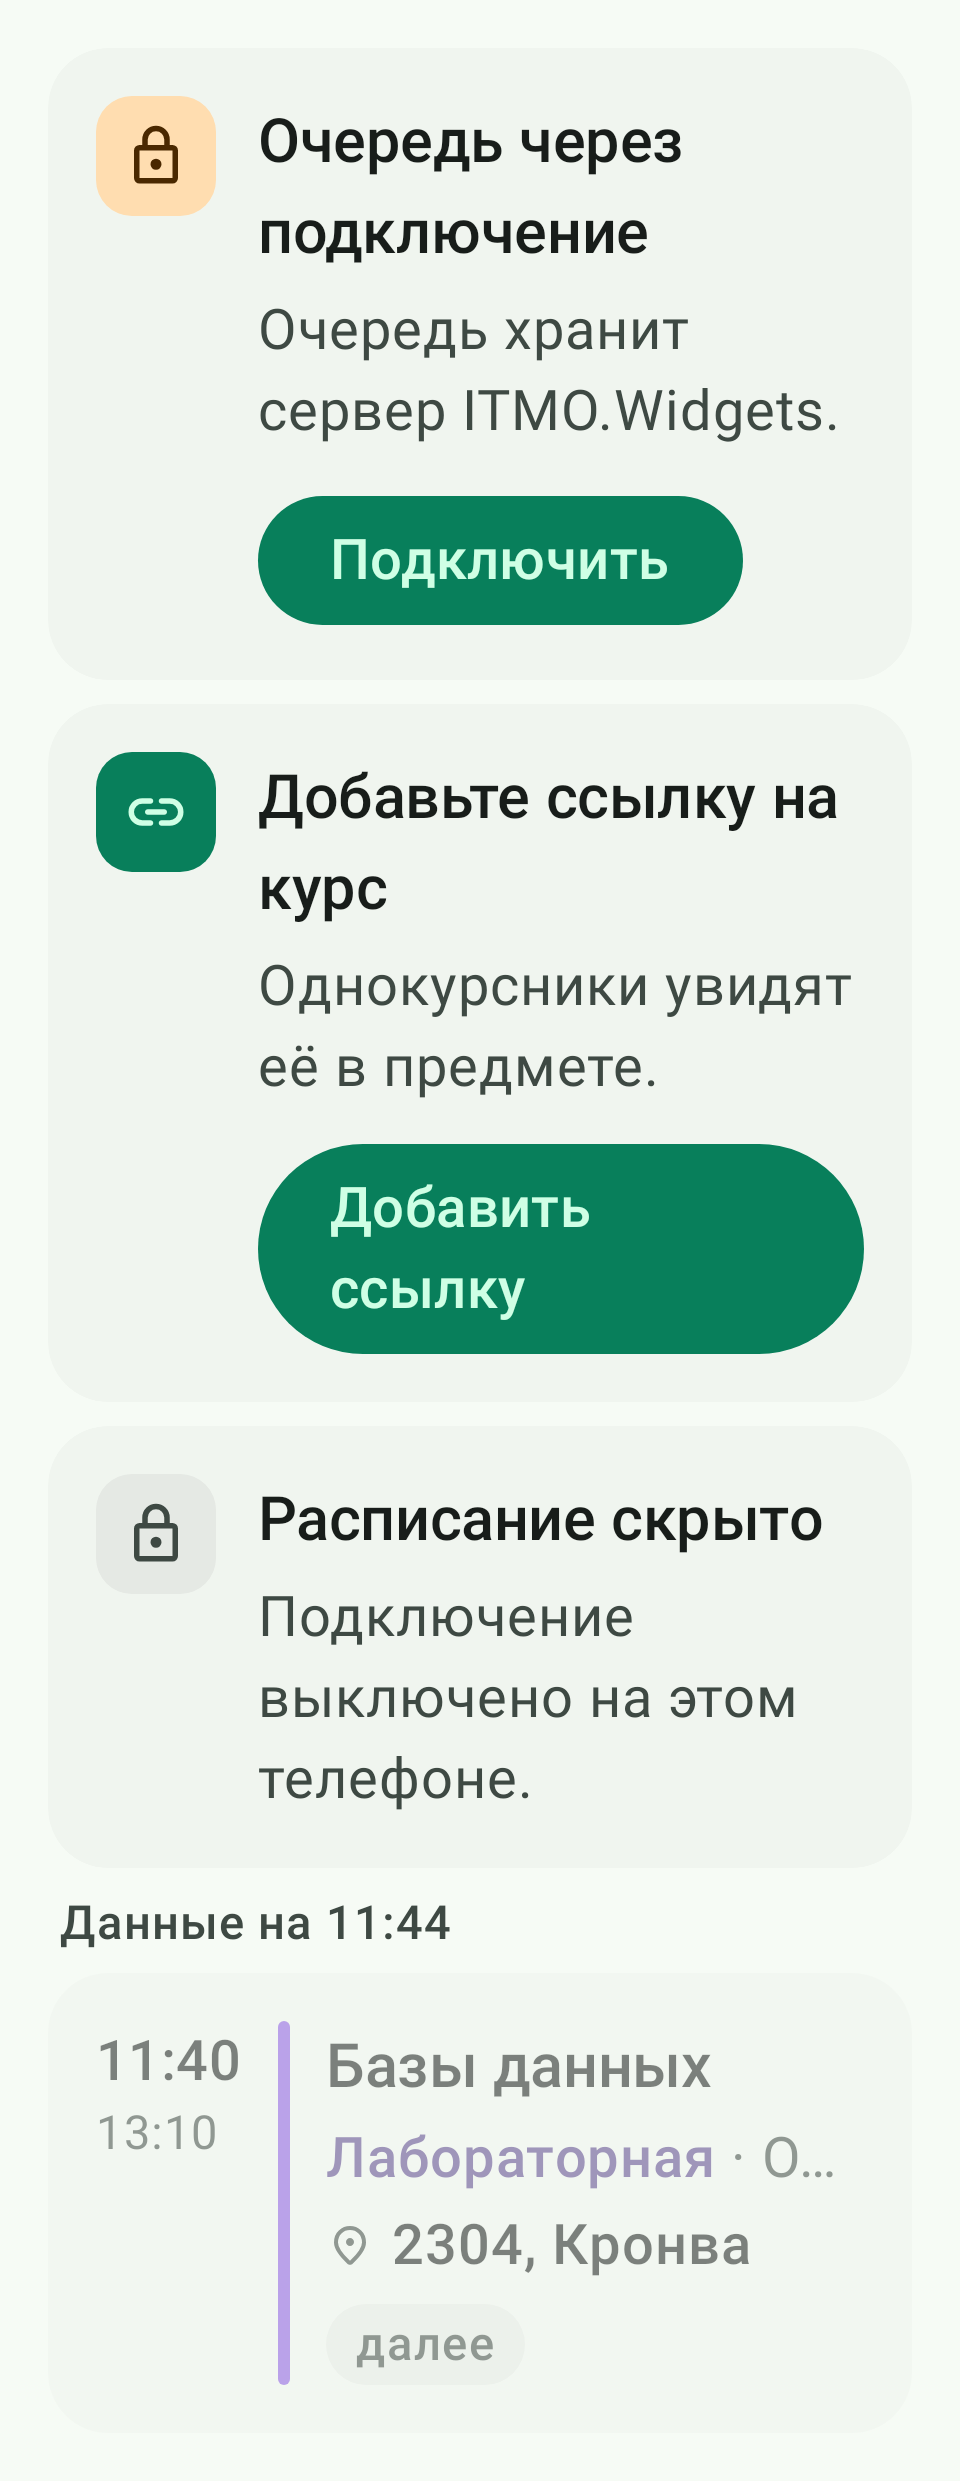 Очередь через
подключение
Очередь хранит
сервер ITMO.Widgets.
Подключить
Добавьте ссылку на
курс
Однокурсники увидят
её в предмете.
Добавить
ссылку
Расписание скрыто
Подключение
выключено на этом
телефоне.
Данные на 11:44
11:40
13:10
Базы данных
Лабораторная · О...
2304, Кронва
далее